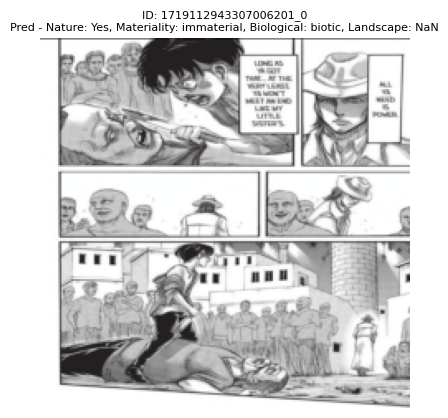 ID: 1719112943307006201_0
Pred - Nature: Yes, Materiality: immaterial, Biological: biotic, Landscape: NaN
LONG AS
YA GOT
THAT... AT THE
VERY LEAST,
YA WON'T
MEET AN END
LIKE MY
LITTLE
SISTER'S.
ALL
YA
NEED
IS
POWER.